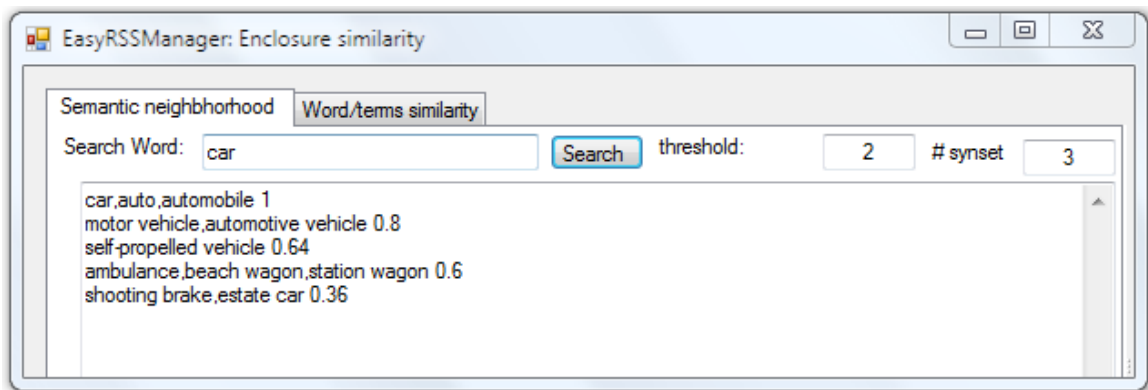 EasyRSSManager: Enclosure similarity
Semantic neighbhorhood Word/terms similarity
Search Word: car Search threshold: 2 # synset 3
car,auto,automobile 1
motor vehicle,automotive vehicle 0.8
self-propelled vehicle 0.64
ambulance,beach wagon,station wagon 0.6
shooting brake,estate car 0.36